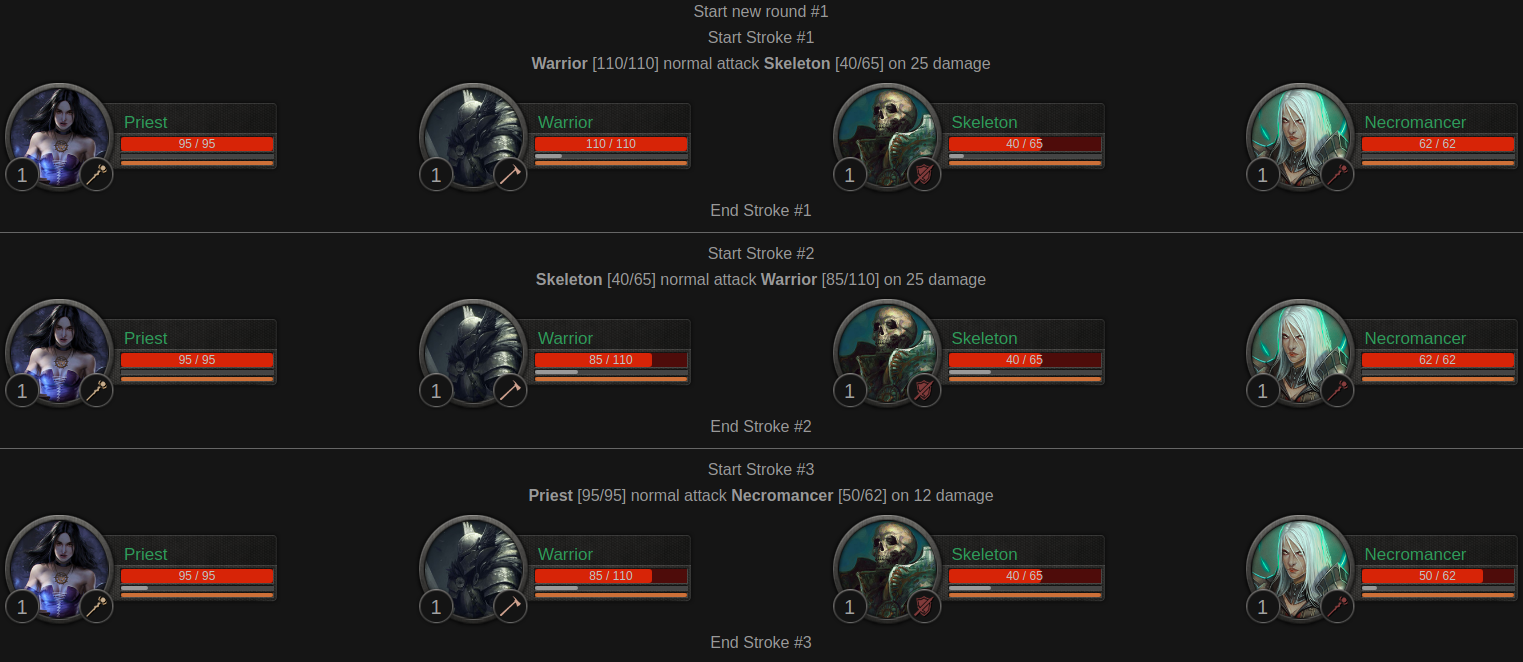 Start new round #1
Start Stroke #1
Warrior [110/110] normal attack Skeleton [40/65] on 25 damage
Priest Warrior Skeleton Necromancer
95 / 95 110 / 110 40 / 65 62 / 62
1 1 1 1
End Stroke #1
Start Stroke #2
Skeleton [40/65] normal attack Warrior [85/110] on 25 damage
Priest Warrior Skeleton Necromancer
95 / 95 85 / 110 40 / 65 62 / 62
1 1 1 1
End Stroke #2
Start Stroke #3
Priest [95/95] normal attack Necromancer [50/62] on 12 damage
Priest Warrior Skeleton Necromancer
95 / 95 85 / 110 40 / 65 50 / 62
1 1 1 1
End Stroke #3